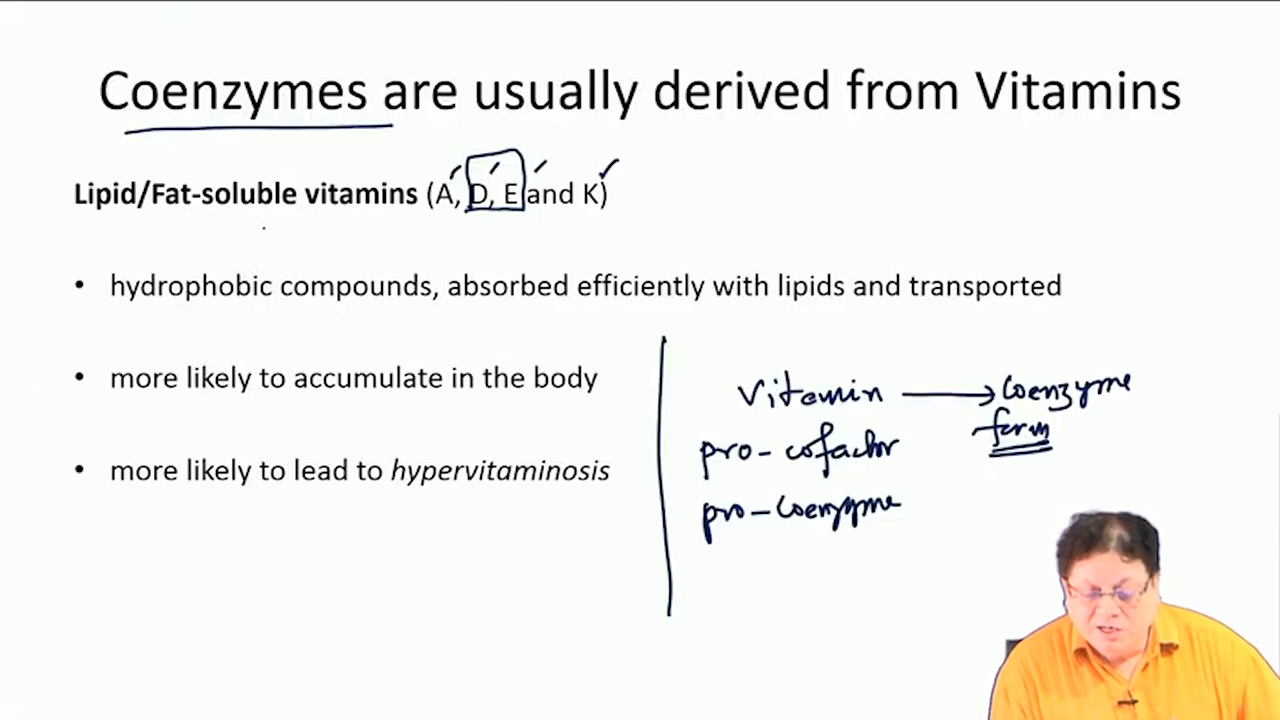 Coenzymes are usually derived from Vitamins
Lipid/Fat-soluble vitamins (A, D, E and K)
• hydrophobic compounds, absorbed efficiently with lipids and transported
• more likely to accumulate in the body
• more likely to lead to hypervitaminosis
Vitamin → Coenzyme
form
pro-cofactor
pro-coenzyme